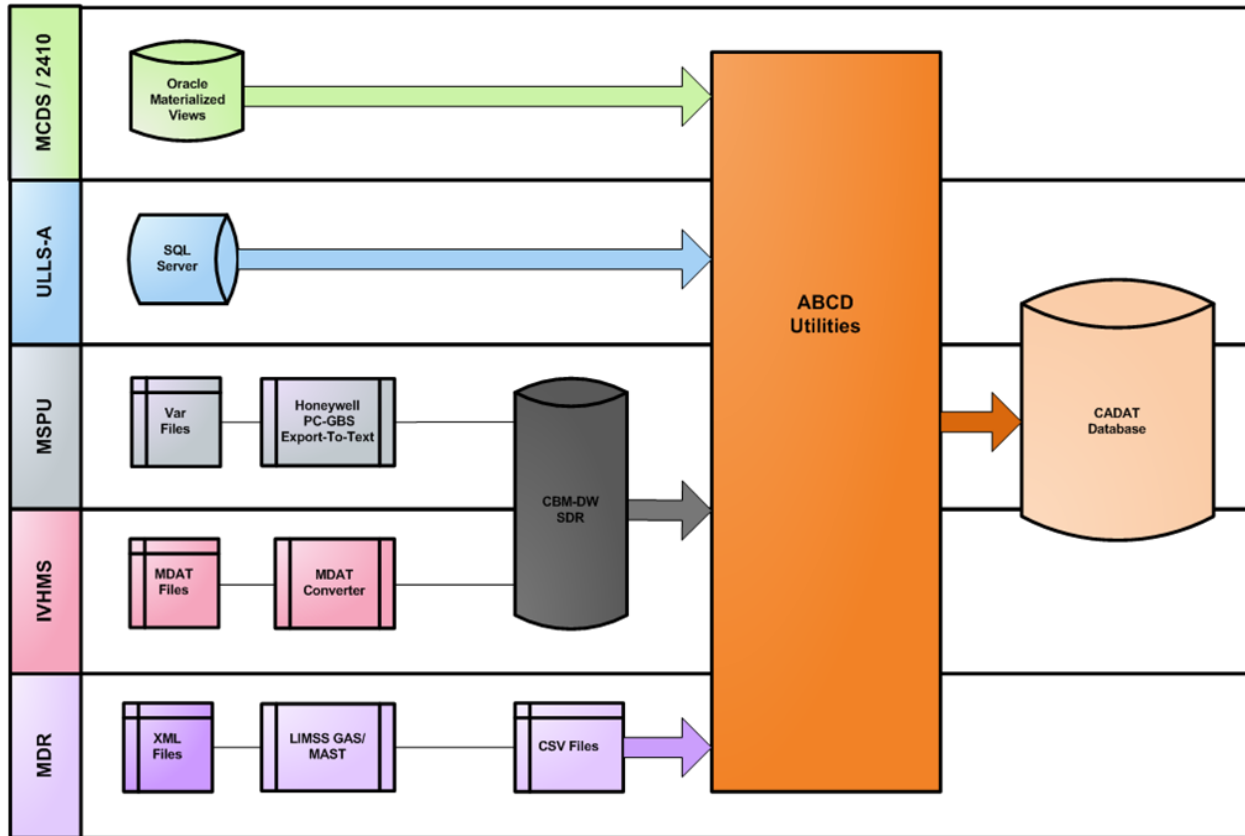 MCDS / 2410
Oracle
Materialized
Views
ULLS-A
SQL
Server
MSPU
Var
Files
Honeywell
PC-GBS
Export-To-Text
IVHMS
MDAT
Files
MDAT
Converter
CBM-DW
SDR
MDR
XML
Files
LIMSS GAS/
MAST
CSV Files
ABCD
Utilities
CADAT
Database